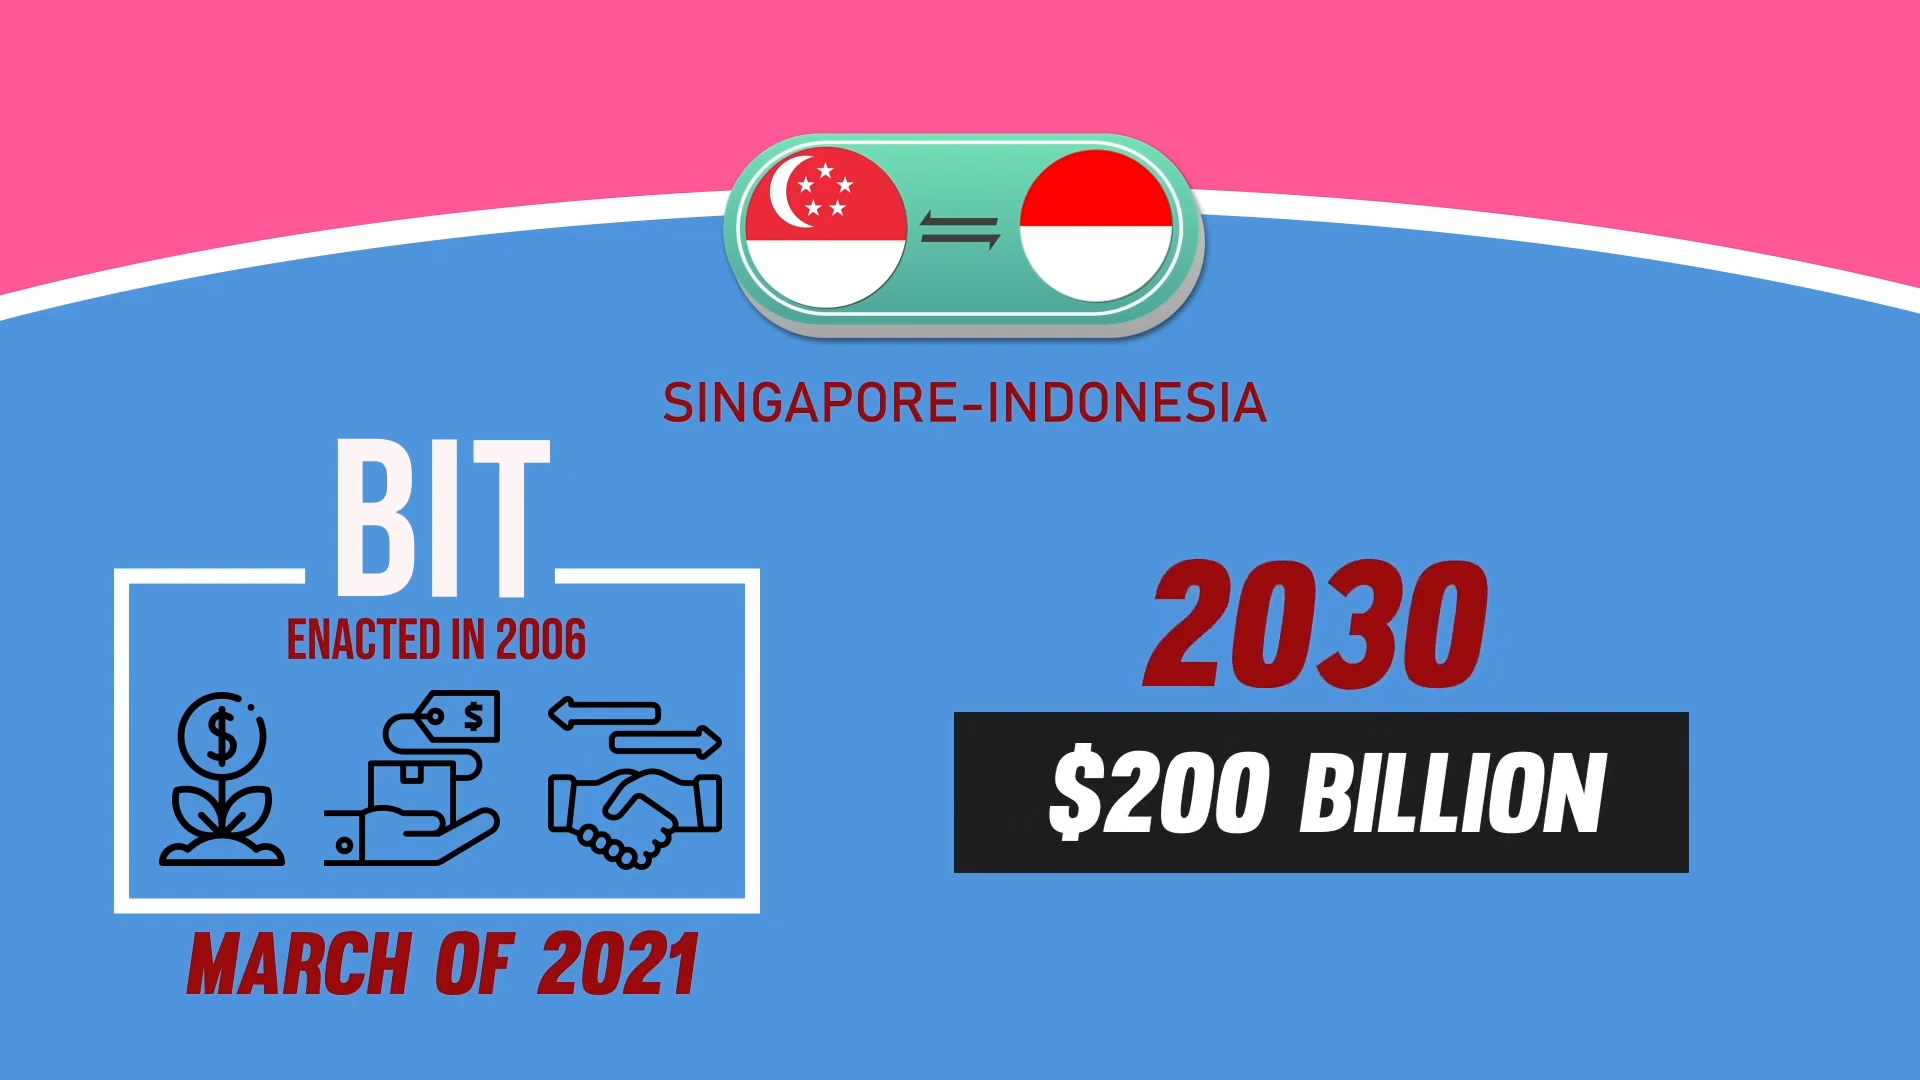 SINGAPORE-INDONESIA
BIT
ENACTED IN 2006
$
$
MARCH OF 2021
2030
$200 BILLION